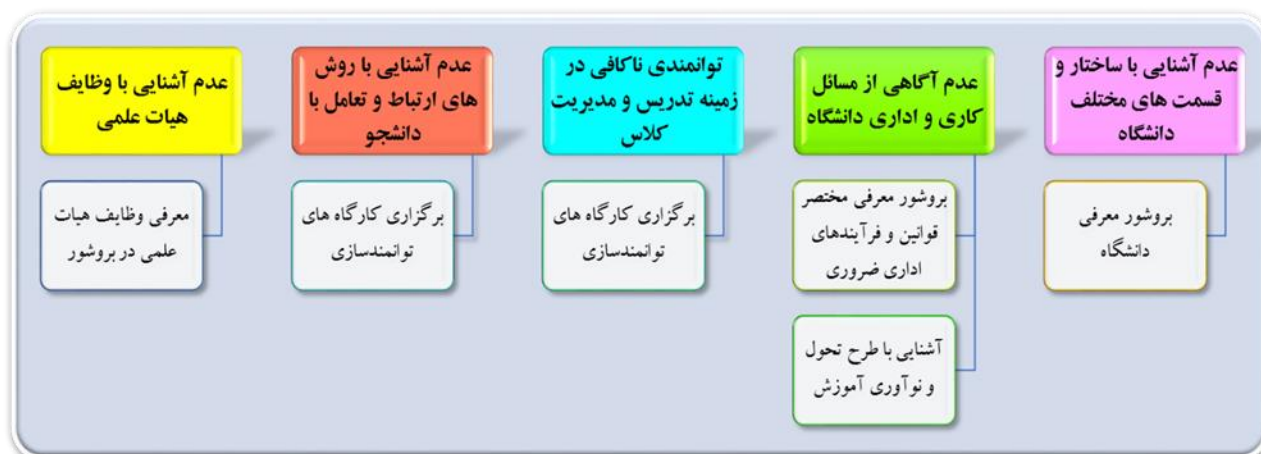 عدم آشنایی با ساختار و
قسمت های مختلف
دانشگاه
بروشور معرفی
دانشگاه
عدم آگاهی از مسائل
کاری و اداری دانشگاه
بروشور معرفی مختصر
قوانین و فرآیندهای
اداری ضروری
آشنایی با طرح تحول
و نوآوری آموزش
توانمندی ناکافی در
زمینه تدریس و مدیریت
کلاس
برگزاری کارگاه های
توانمندسازی
عدم آشنایی با روش
های ارتباط و تعامل با
دانشجو
برگزاری کارگاه های
توانمندسازی
عدم آشنایی با وظایف
هیات علمی
معرفی وظایف هیات
علمی در بروشور